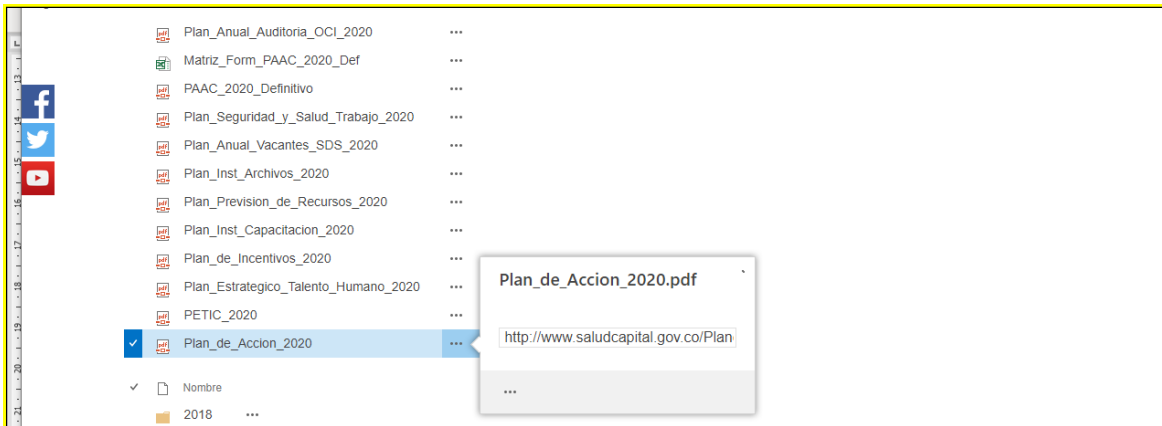 Plan_Anual_Auditoria_OCI_2020 ...
Matriz_Form_PAAC_2020_Def ...
PAAC_2020_Definitivo ...
Plan_Seguridad_y_Salud_Trabajo_2020 ...
Plan_Anual_Vacantes_SDS_2020 ...
Plan_Inst_Archivos_2020 ...
Plan_Prevision_de_Recursos_2020 ...
Plan_Inst_Capacitacion_2020 ...
Plan_de_Incentivos_2020 ...
Plan_Estrategico_Talento_Humano_2020 ...
PETIC_2020 ...
Plan_de_Accion_2020 ...
Plan_de_Accion_2020.pdf
http://www.saludcapital.gov.co/Plan
...
Nombre
2018 ...